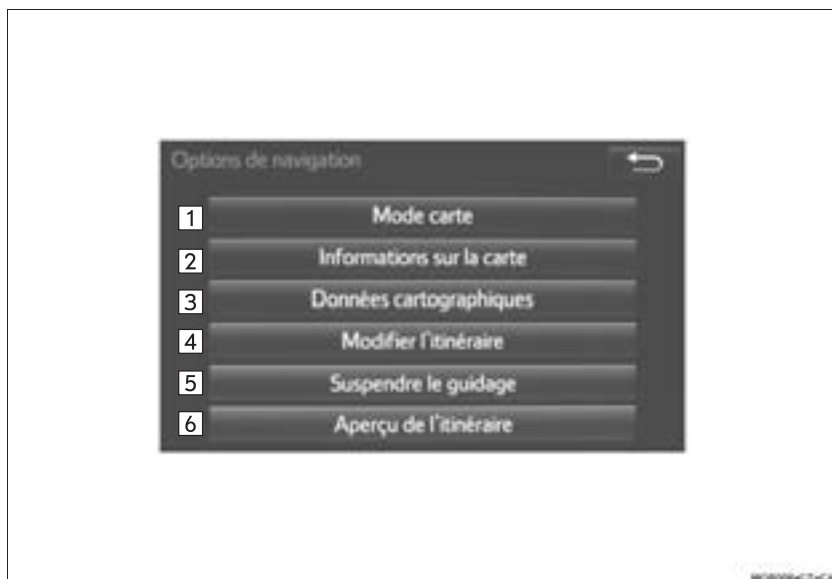 Options de navigation
1 Mode carte
2 Informations sur la carte
3 Données cartographiques
4 Modifier l'itinéraire
5 Suspendre le guidage
6 Aperçu de l'itinéraire